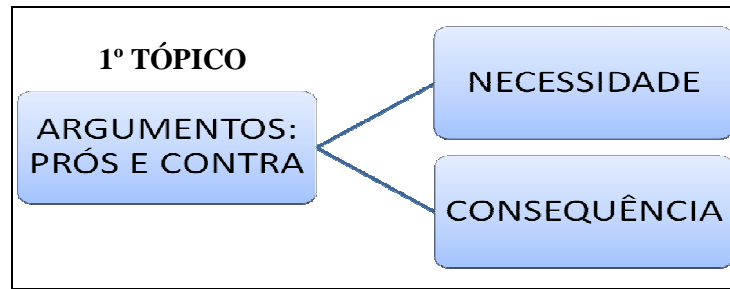 1º TÓPICO
ARGUMENTOS:
PRÓS E CONTRA
NECESSIDADE
CONSEQUÊNCIA